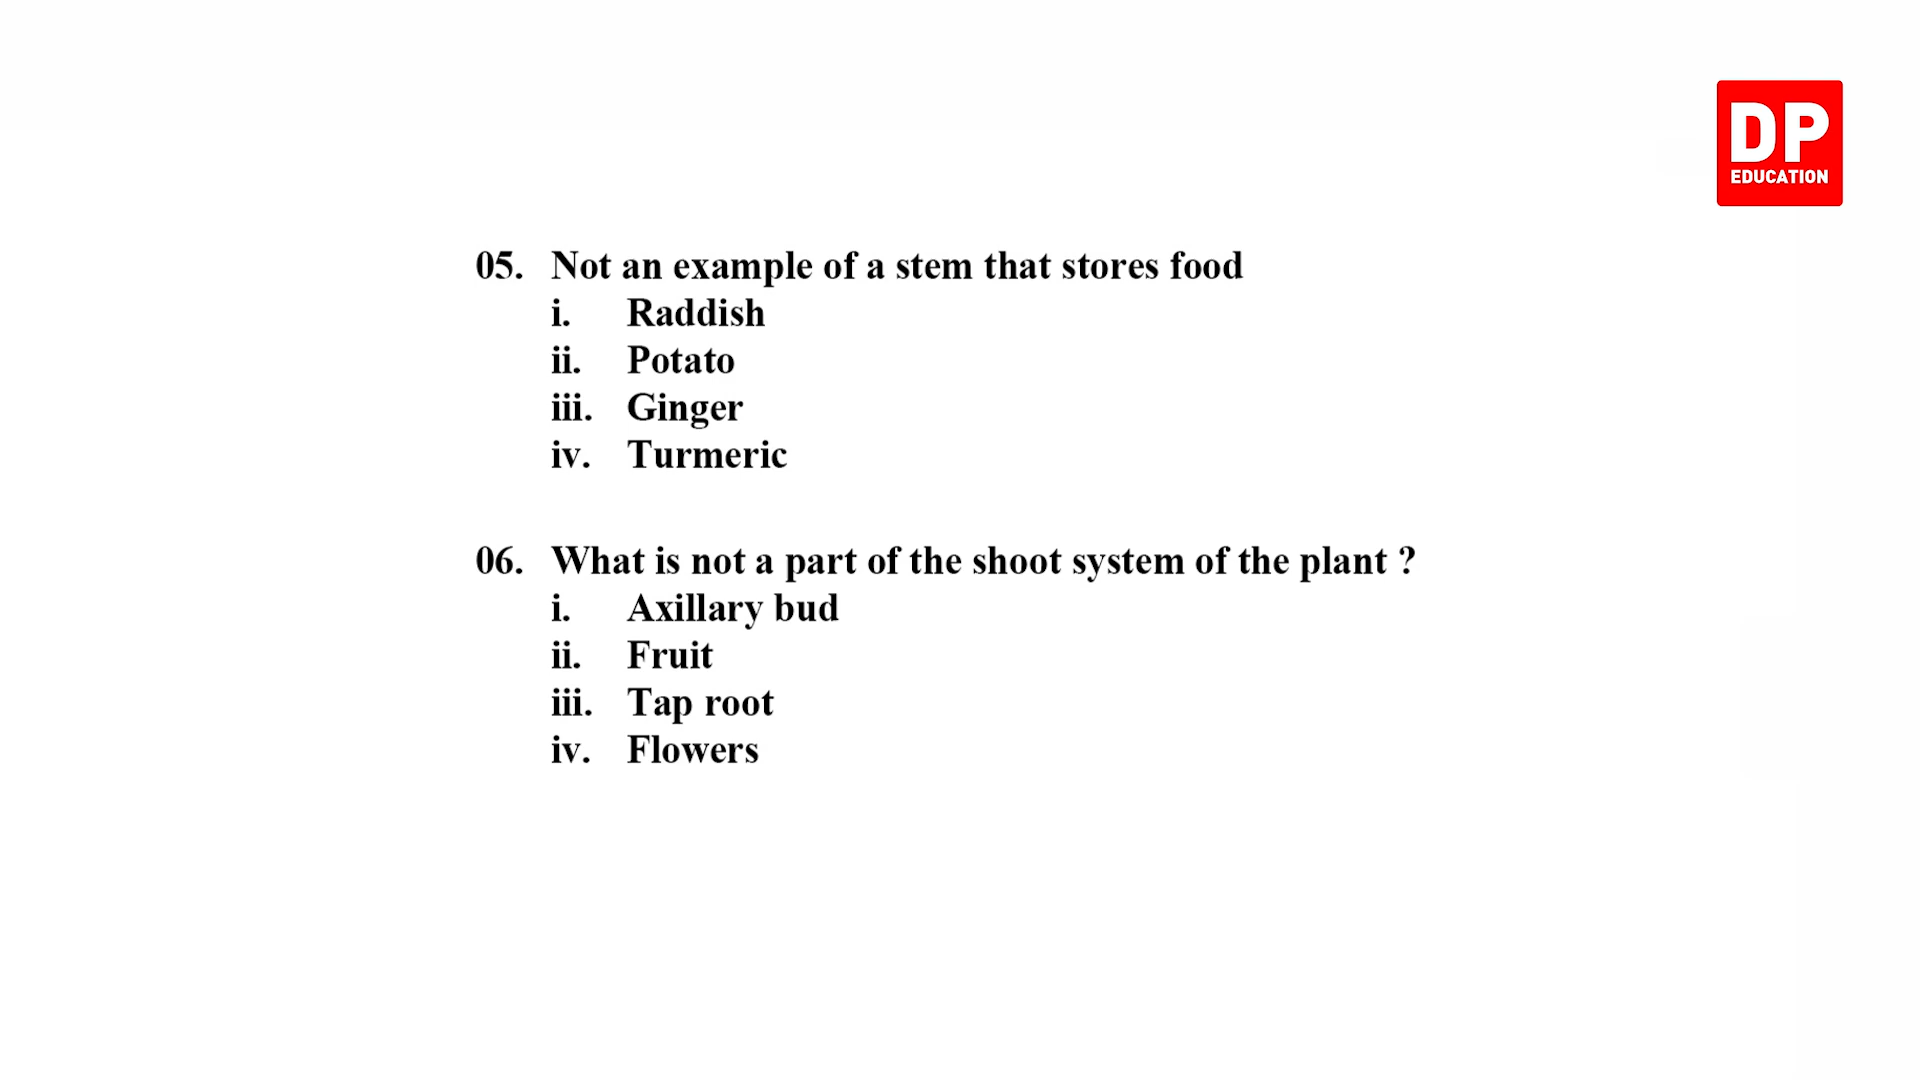 DP
EDUCATION
05. Not an example of a stem that stores food
i. Raddish
ii. Potato
iii. Ginger
iv. Turmeric
06. What is not a part of the shoot system of the plant ?
i. Axillary bud
ii. Fruit
iii. Tap root
iv. Flowers